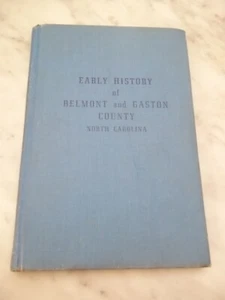 EARLY HISTORY
of
BELMONT and GASTON
COUNTY
NORTH CAROLINA